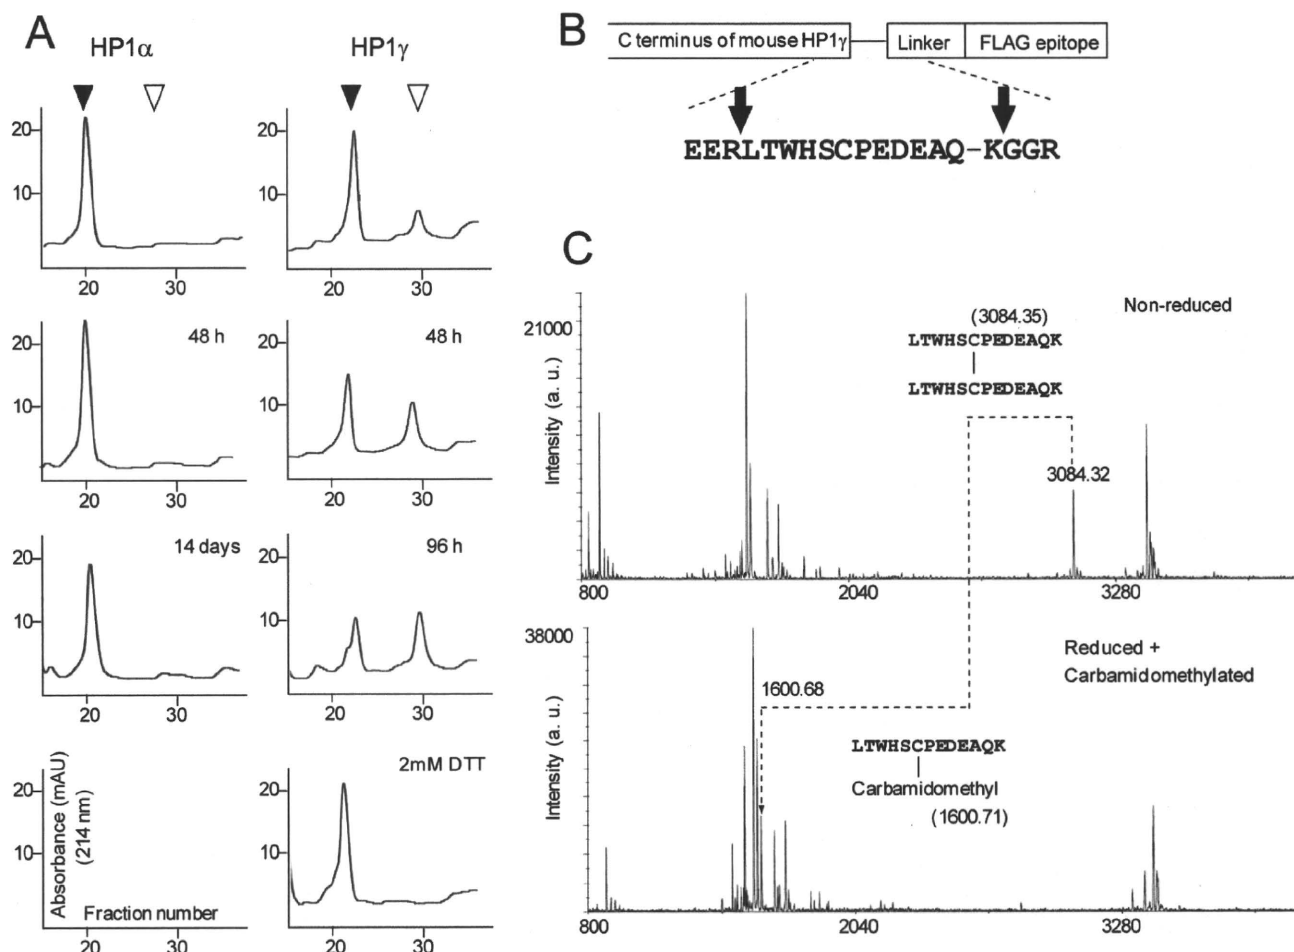 A
HP1α
HP1γ
20
10
20
30
20
10
20
30
48 h
20
10
20
30
48 h
20
10
20
30
14 days
20
10
20
30
96 h
20
10
20
30
20
10
Absorbance (mAU)
(214 nm)
Fraction number
20
30
2mM DTT
20
10
20
30
B
C terminus of mouse HP1γ
Linker
FLAG epitope
EERLTWHSCPEDEAQ-KGGR
C
Non-reduced
21000
Intensity (a. u.)
(3084.35)
LTWHSCPEDEAQK
LTWHSCPEDEAQK
3084.32
800
2040
3280
38000
Intensity (a. u.)
Reduced +
Carbamidomethylated
1600.68
LTWHSCPEDEAQK
Carbamidomethyl
(1600.71)
800
2040
3280